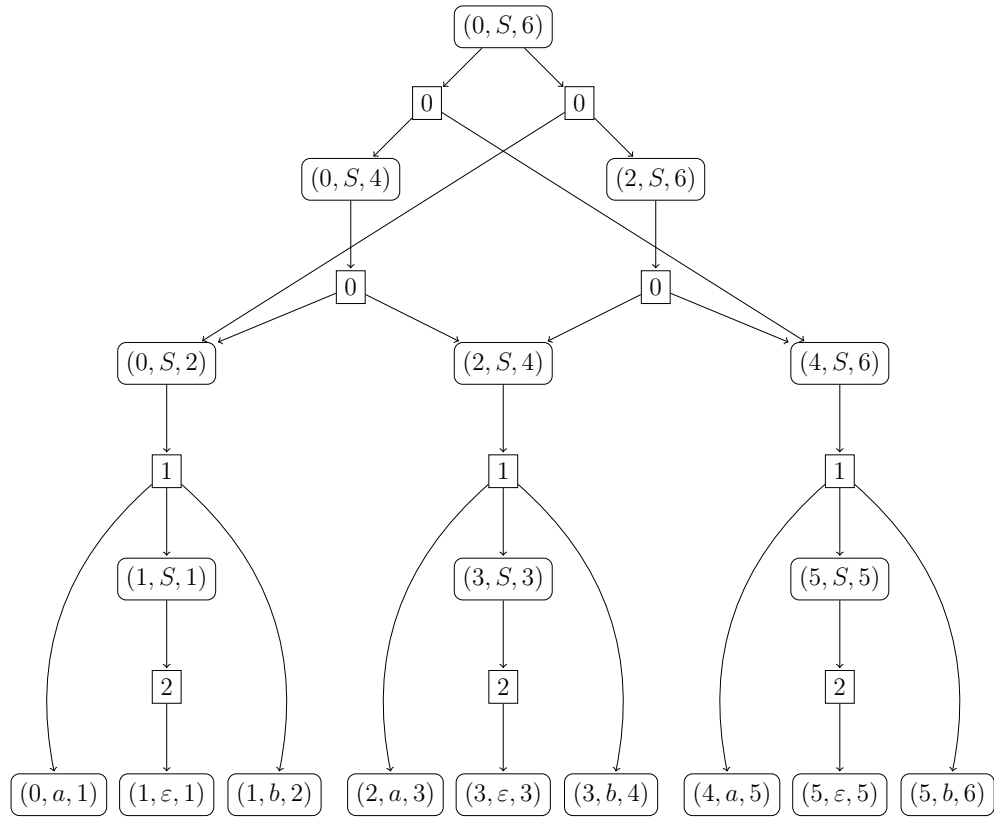 (0, S, 6)
0 0
(0, S, 4) (2, S, 6)
0 0
(0, S, 2) (2, S, 4) (4, S, 6)
1 1 1
(1, S, 1) (3, S, 3) (5, S, 5)
2 2 2
(0, a, 1) (1, ε, 1) (1, b, 2) (2, a, 3) (3, ε, 3) (3, b, 4) (4, a, 5) (5, ε, 5) (5, b, 6)